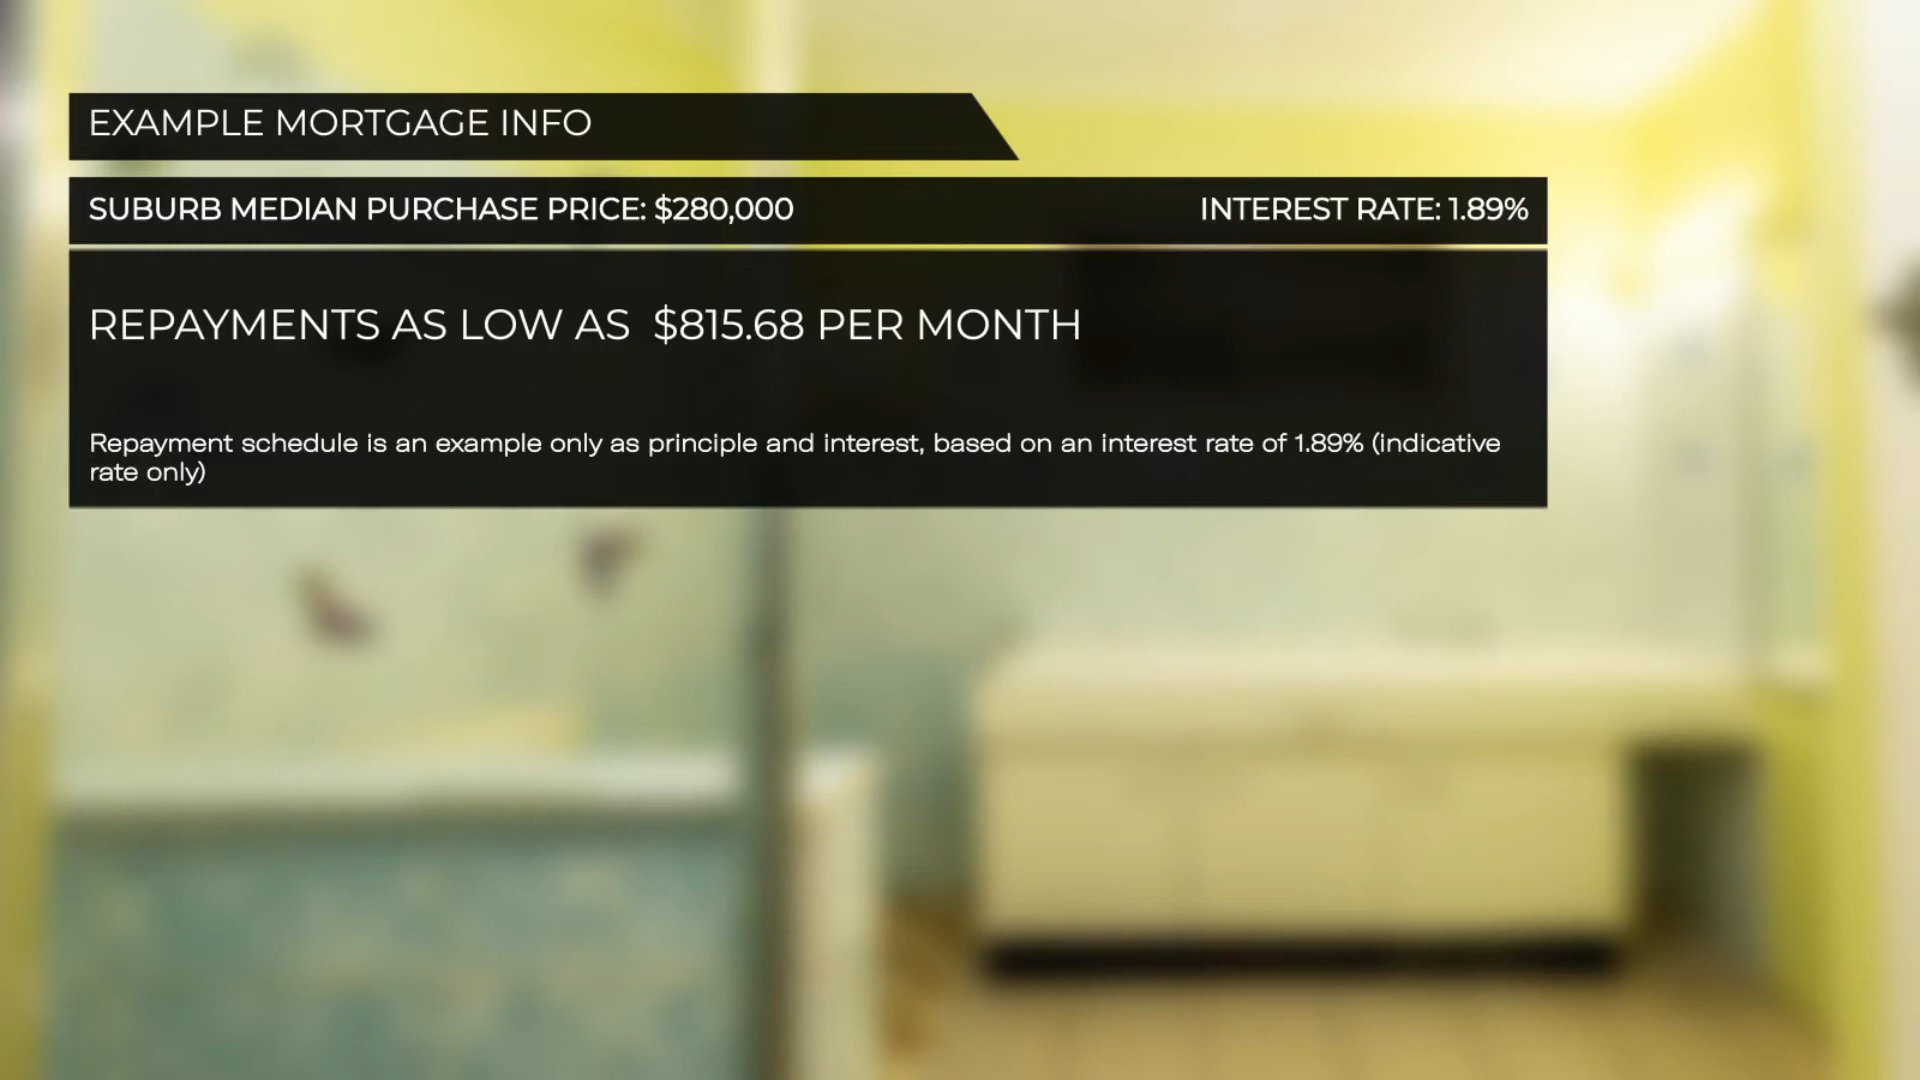 EXAMPLE MORTGAGE INFO
SUBURB MEDIAN PURCHASE PRICE: $280,000 INTEREST RATE: 1.89%
REPAYMENTS AS LOW AS $815.68 PER MONTH
Repayment schedule is an example only as principle and interest, based on an interest rate of 1.89% (indicative
rate only)